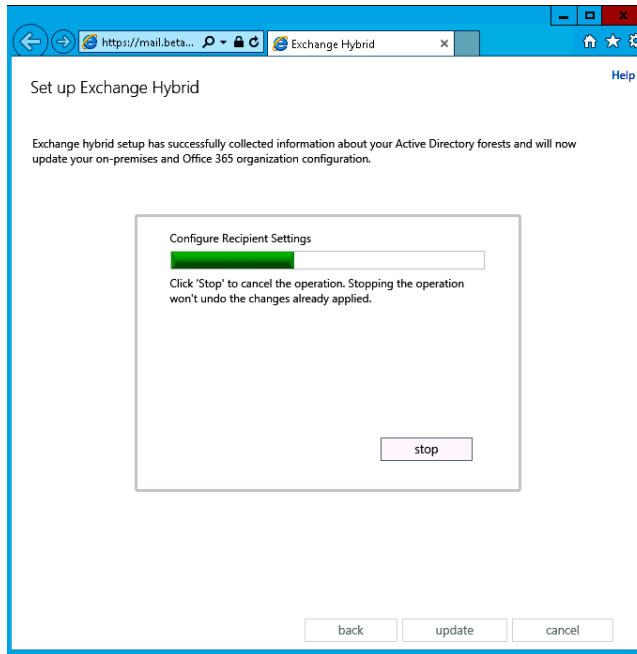 https://mail.beta...
Exchange Hybrid
Help
Set up Exchange Hybrid
Exchange hybrid setup has successfully collected information about your Active Directory forests and will now
update your on-premises and Office 365 organization configuration.
Configure Recipient Settings
Click 'Stop' to cancel the operation. Stopping the operation
won't undo the changes already applied.
stop
back
update
cancel